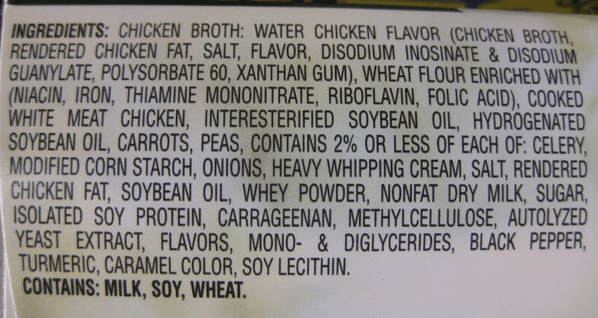 INGREDIENTS: CHICKEN BROTH: WATER CHICKEN FLAVOR (CHICKEN BROTH,
RENDERED CHICKEN FAT, SALT, FLAVOR, DISODIUM INOSINATE & DISODIUM
GUANYLATE, POLYSORBATE 60, XANTHAN GUM), WHEAT FLOUR ENRICHED WITH
(NIACIN, IRON, THIAMINE MONONITRATE, RIBOFLAVIN, FOLIC ACID), COOKED
WHITE MEAT CHICKEN, INTERESTERIFIED SOYBEAN OIL, HYDROGENATED
SOYBEAN OIL, CARROTS, PEAS, CONTAINS 2% OR LESS OF EACH OF: CELERY,
MODIFIED CORN STARCH, ONIONS, HEAVY WHIPPING CREAM, SALT, RENDERED
CHICKEN FAT, SOYBEAN OIL, WHEY POWDER, NONFAT DRY MILK, SUGAR,
ISOLATED SOY PROTEIN, CARRAGEENAN, METHYLCELLULOSE, AUTOLYZED
YEAST EXTRACT, FLAVORS, MONO- & DIGLYCERIDES, BLACK PEPPER,
TURMERIC, CARAMEL COLOR, SOY LECITHIN.
CONTAINS: MILK, SOY, WHEAT.